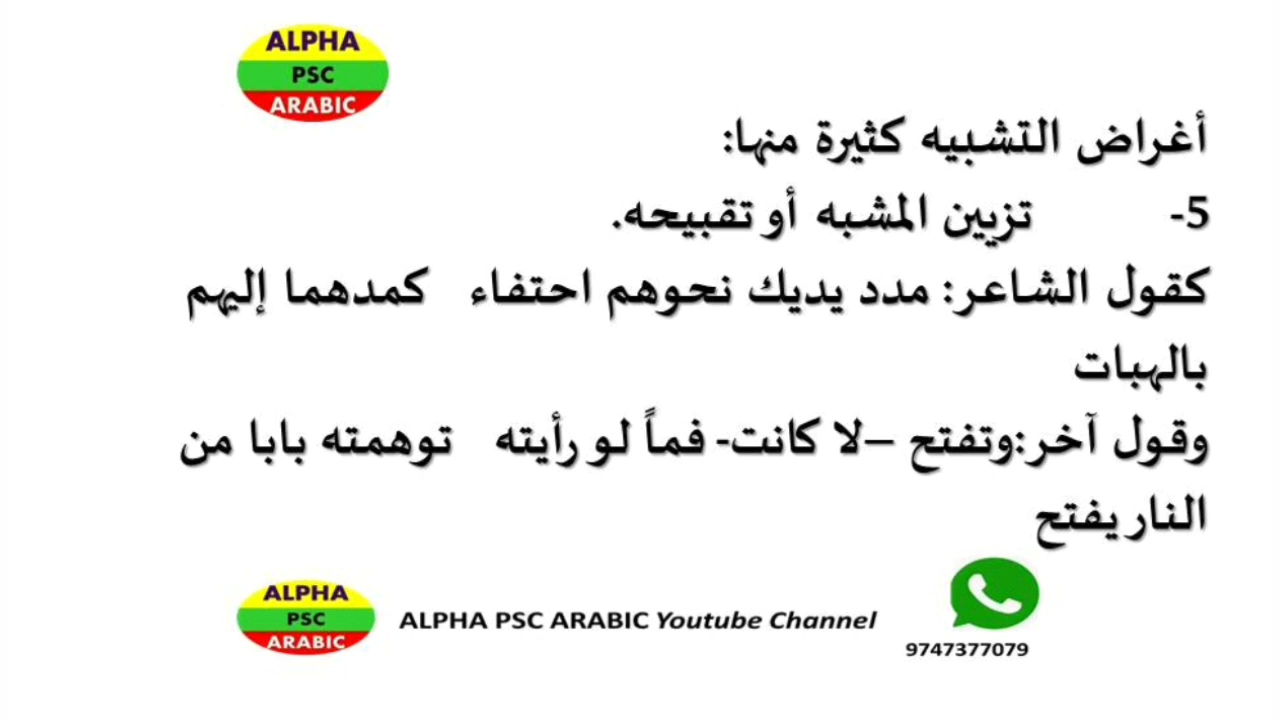 ALPHA
PSC
ARABIC
أغراض التشبيه كثيرة منها:
5- تزيين المشبه أو تقبيحه.
كقول الشاعر: مدد يديك نحوهم احتفاء كمدهما إليهم
بالهبات
وقول آخر:وتفتح –لا كانت- فماً لو رأيته توهمته بابا من
النار يفتح
ALPHA
PSC
ARABIC
ALPHA PSC ARABIC Youtube Channel
9747377079